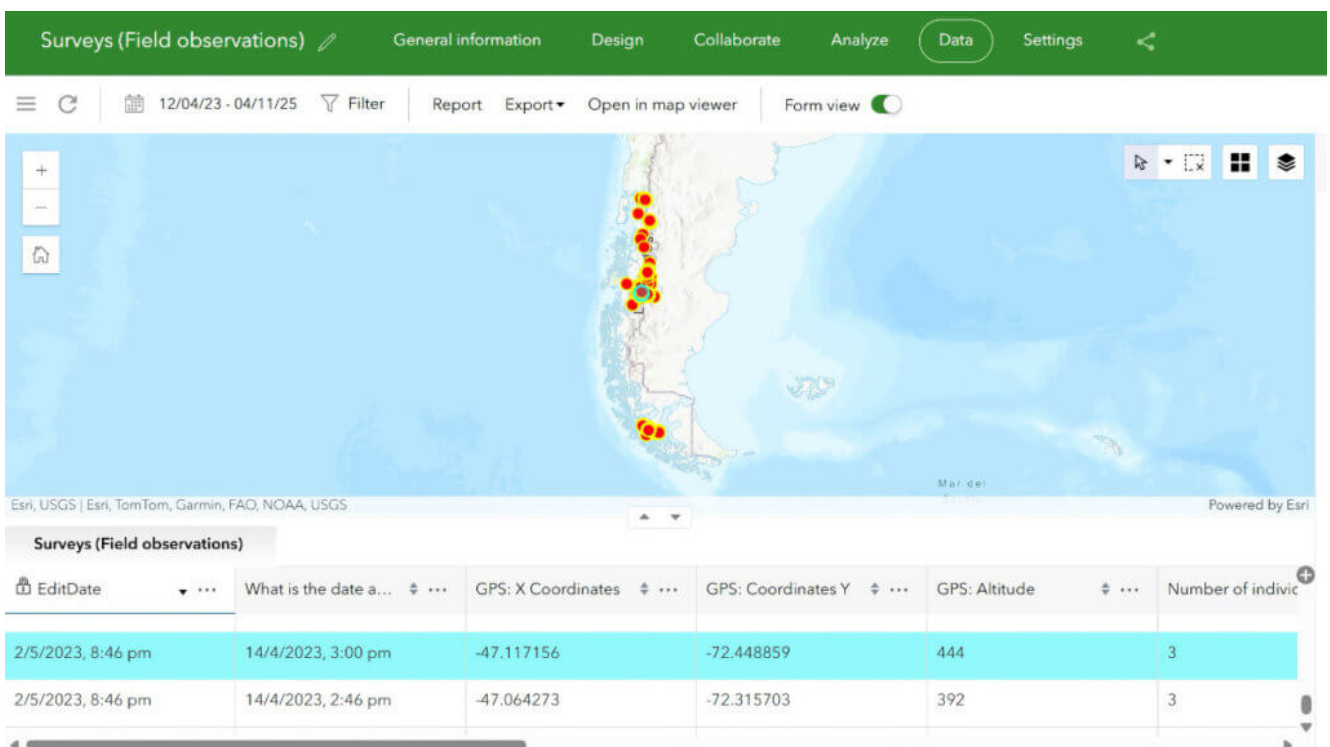 Surveys (Field observations) General information Design Collaborate Analyze Data Settings
12/04/23 - 04/11/25 Filter Report Export Open in map viewer Form view
+
−
Mar del
Esri, USGS | Esri, TomTom, Garmin, FAO, NOAA, USGS Powered by Esri
Surveys (Field observations)
EditDate What is the date a... GPS: X Coordinates GPS: Coordinates Y GPS: Altitude Number of indivic
2/5/2023, 8:46 pm 14/4/2023, 3:00 pm -47.117156 -72.448859 444 3
2/5/2023, 8:46 pm 14/4/2023, 2:46 pm -47.064273 -72.315703 392 3